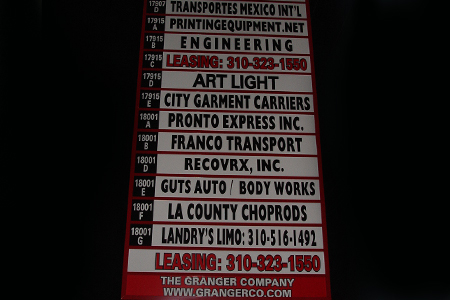 17907 D TRANSPORTES MEXICO INT'L
17915 A PRINTINGEQUIPMENT.NET
17915 B ENGINEERING
17915 C LEASING: 310-323-1550
17915 D ART LIGHT
17915 E CITY GARMENT CARRIERS
18001 A PRONTO EXPRESS INC.
18001 B FRANCO TRANSPORT
18001 D RECOVRX, INC.
18001 E GUTS AUTO / BODY WORKS
18001 F LA COUNTY CHOPRODS
18001 G LANDRY'S LIMO: 310-516-1492
LEASING: 310-323-1550
THE GRANGER COMPANY
WWW.GRANGERCO.COM